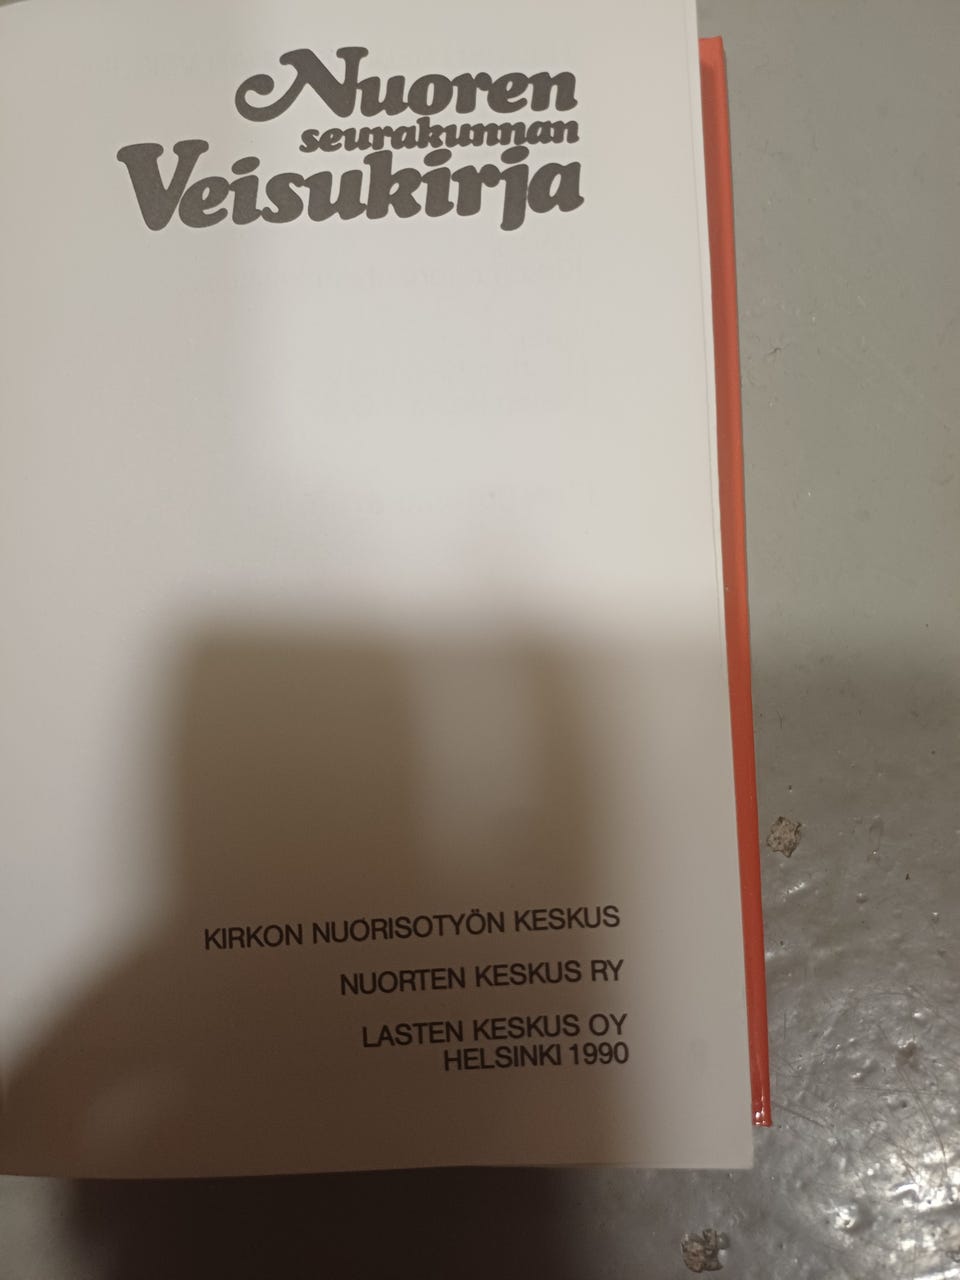 Nuoren
seurakunnan
Veisukirja
KIRKON NUORISOTYÖN KESKUS
NUORTEN KESKUS RY
LASTEN KESKUS OY
HELSINKI 1990